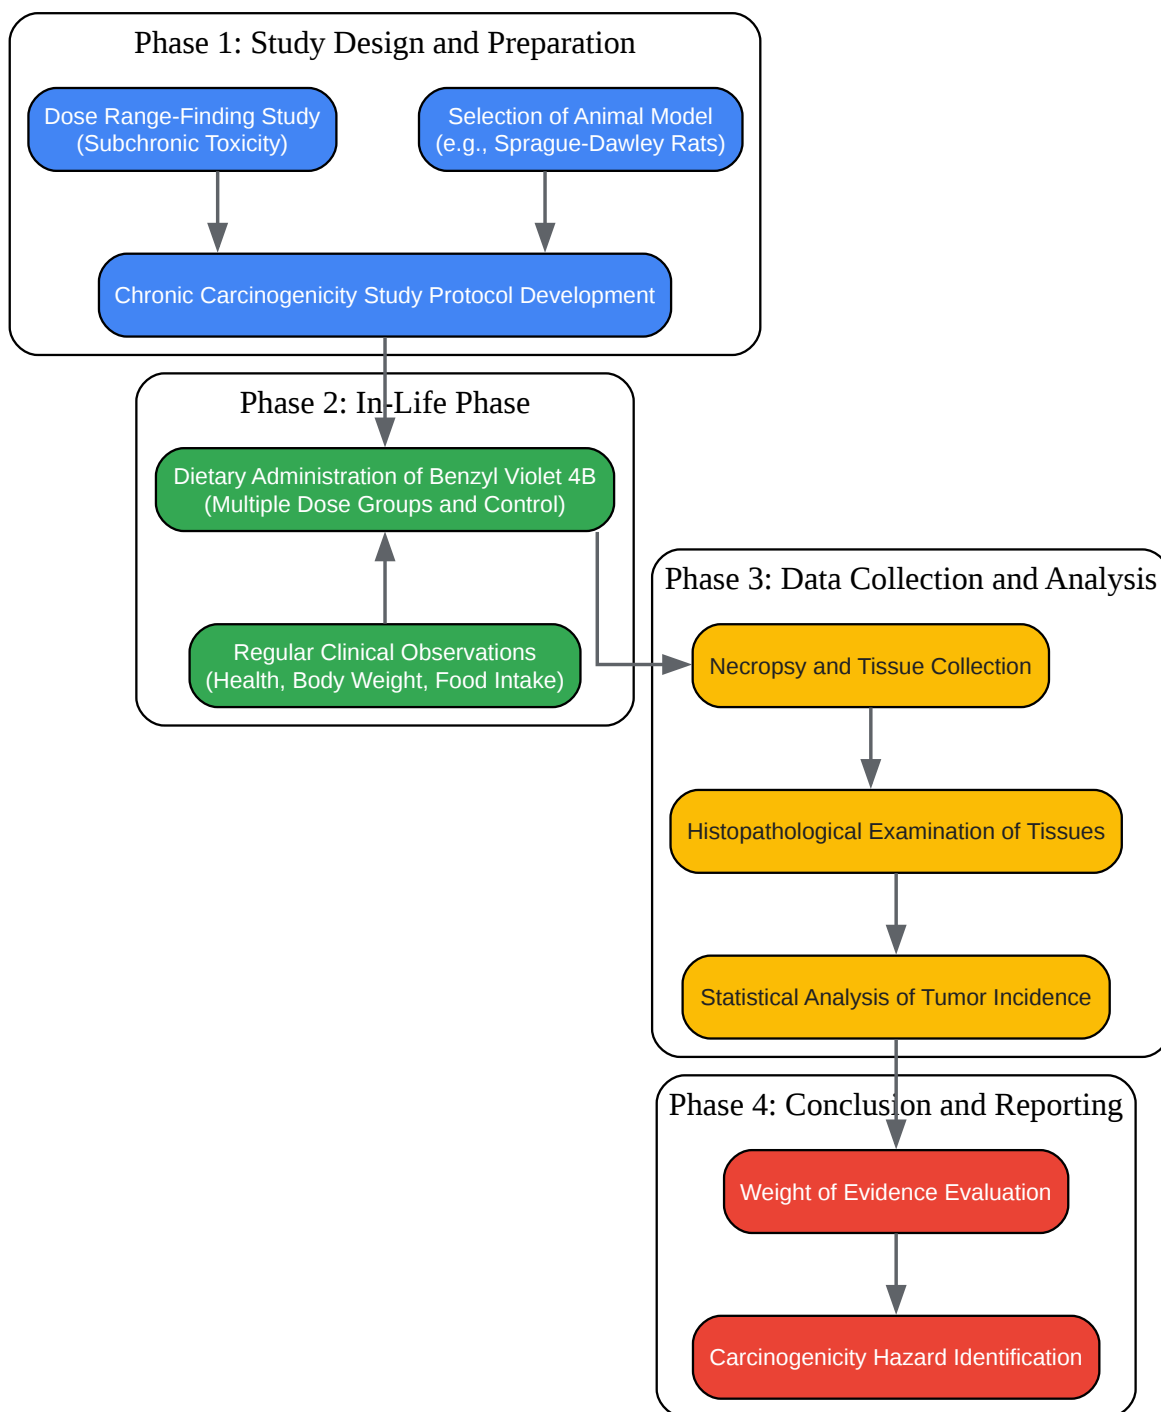 Phase 1: Study Design and Preparation
Dose Range-Finding Study
(Subchronic Toxicity)
Selection of Animal Model
(e.g., Sprague-Dawley Rats)
Chronic Carcinogenicity Study Protocol Development
Phase 2: In-Life Phase
Dietary Administration of Benzyl Violet 4B
(Multiple Dose Groups and Control)
Regular Clinical Observations
(Health, Body Weight, Food Intake)
Phase 3: Data Collection and Analysis
Necropsy and Tissue Collection
Histopathological Examination of Tissues
Statistical Analysis of Tumor Incidence
Phase 4: Conclusion and Reporting
Weight of Evidence Evaluation
Carcinogenicity Hazard Identification